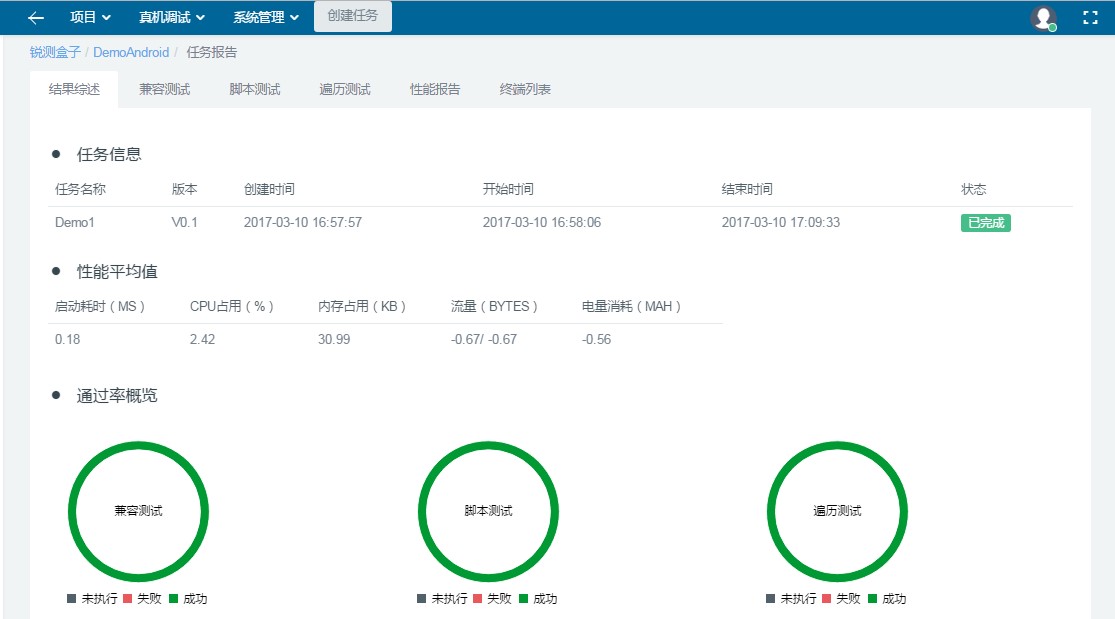 项目 真机调试 系统管理 创建任务
锐测盒子 / DemoAndroid / 任务报告
结果综述 兼容测试 脚本测试 遍历测试 性能报告 终端列表
任务信息
任务名称 版本 创建时间 开始时间 结束时间 状态
Demo1 V0.1 2017-03-10 16:57:57 2017-03-10 16:58:06 2017-03-10 17:09:33 已完成
性能平均值
启动耗时（MS） CPU占用（%） 内存占用（KB） 流量（BYTES） 电量消耗（MAH）
0.18 2.42 30.99 -0.67/ -0.67 -0.56
通过率概览
兼容测试 脚本测试 遍历测试
未执行 失败 成功 未执行 失败 成功 未执行 失败 成功